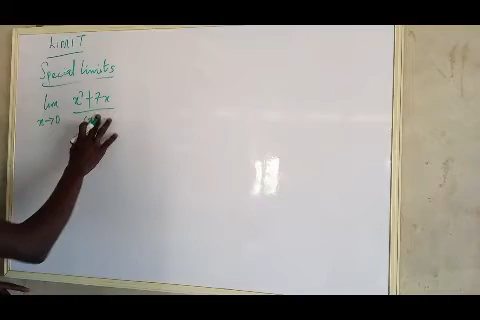 LIMIT
Special limits
lim x² + 7x
x→0